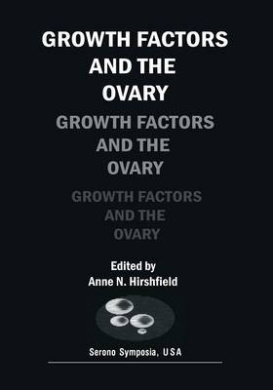 GROWTH FACTORS
AND THE
OVARY
GROWTH FACTORS
AND THE
OVARY
GROWTH FACTORS
AND THE
OVARY
Edited by
Anne N. Hirshfield
Serono Symposia, USA